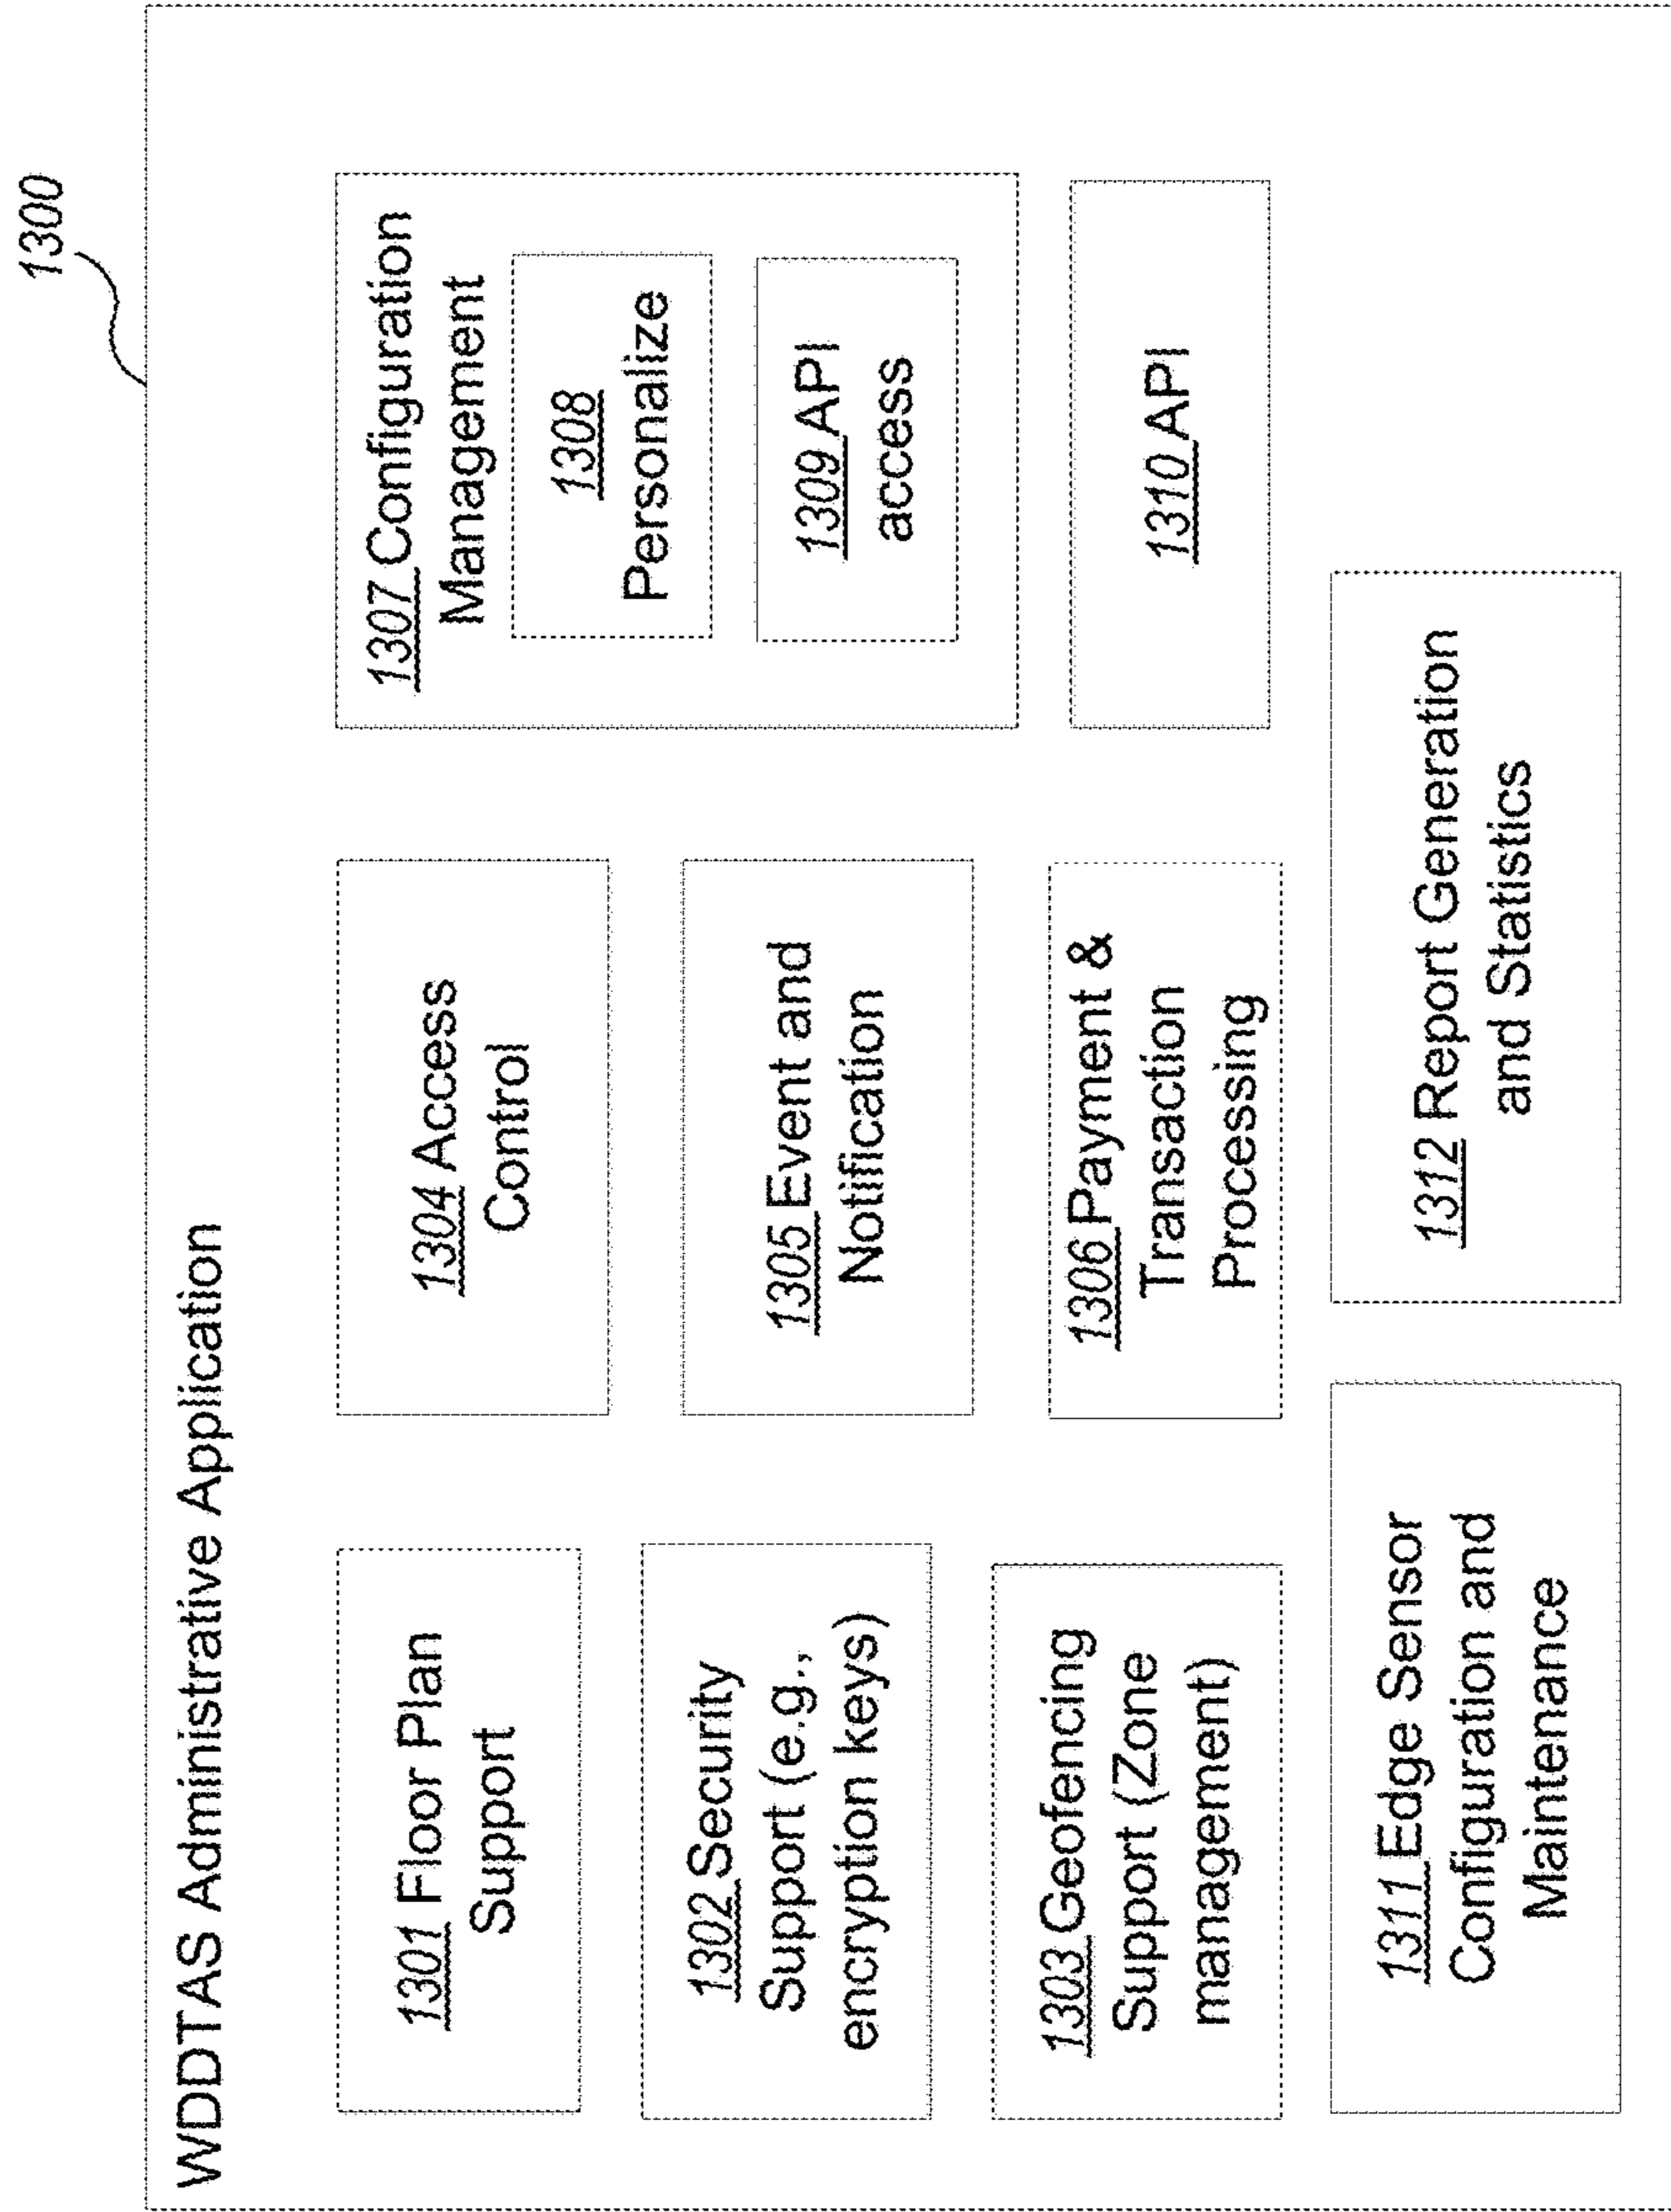 1300
WDDTAS Administrative Application
1301 Floor Plan
Support
1302 Security
Support (e.g.,
encryption keys)
1303 Geofencing
Support (Zone
management)
1304 Access
Control
1305 Event and
Notification
1306 Payment &
Transaction
Processing
1307 Configuration
Management
1308
Personalize
1309 API
access
1310 API
1311 Edge Sensor
Configuration and
Maintenance
1312 Report Generation
and Statistics